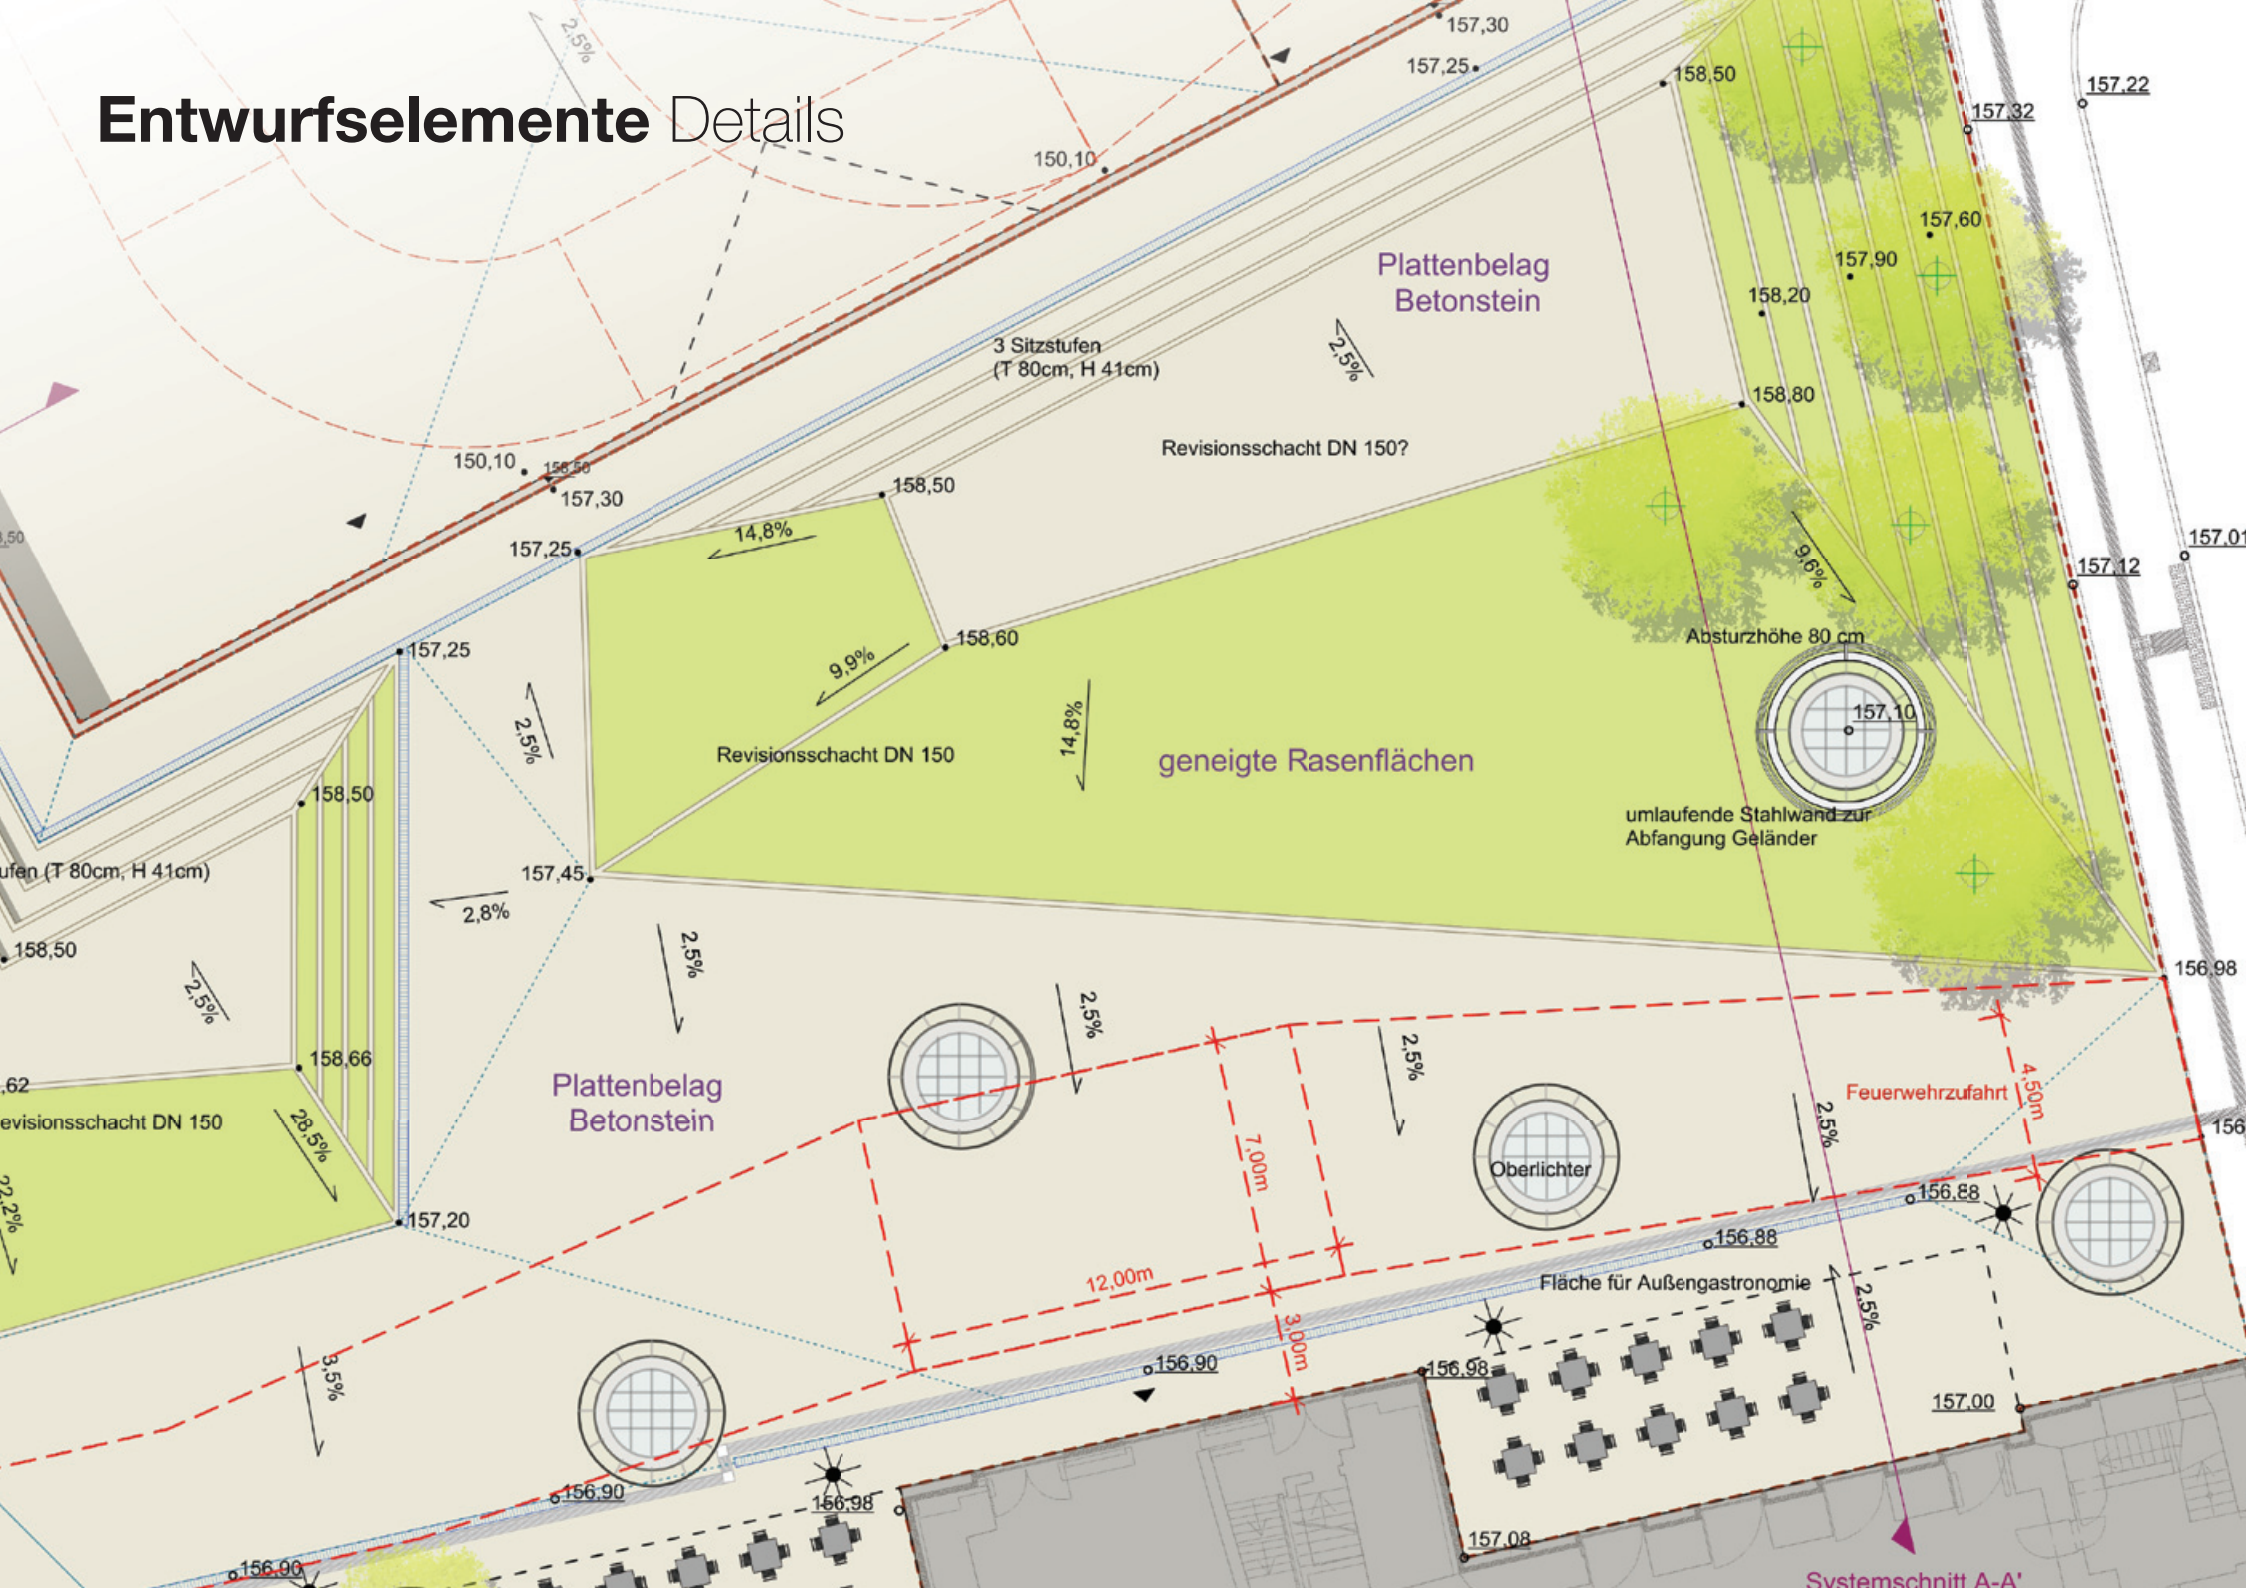 Entwurfselemente Details
2,5%
157,30
157,25
158,50
157,22
157,32
150,10
157,60
157,90
158,20
Plattenbelag
Betonstein
2,5%
3 Sitzstufen
(T 80cm, H 41cm)
158,80
Revisionsschacht DN 150?
150,10
158,50
157,30
158,50
157,25
14,8%
157,01
157,12
9,6%
158,60
Absturzhöhe 80 cm
157,25
9,9%
2,5%
14,8%
157,10
Revisionsschacht DN 150
geneigte Rasenflächen
158,50
umlaufende Stahlwand zur
Abfangung Geländer
ufen (T 80cm, H 41cm)
157,45
2,8%
158,50
2,5%
2,5%
156,98
2,5%
2,5%
158,66
,62
Plattenbelag
Betonstein
Feuerwehrzufahrt
4,50m
evisionsschacht DN 150
28,5%
2,5%
156
7,00m
Oberlichter
22,2%
157,20
156,88
156,88
12,00m
Fläche für Außengastronomie
2,5%
3,00m
3,5%
156,90
156,98
157,00
156,90
156,98
157,08
156,90
Systemschnitt A-A'